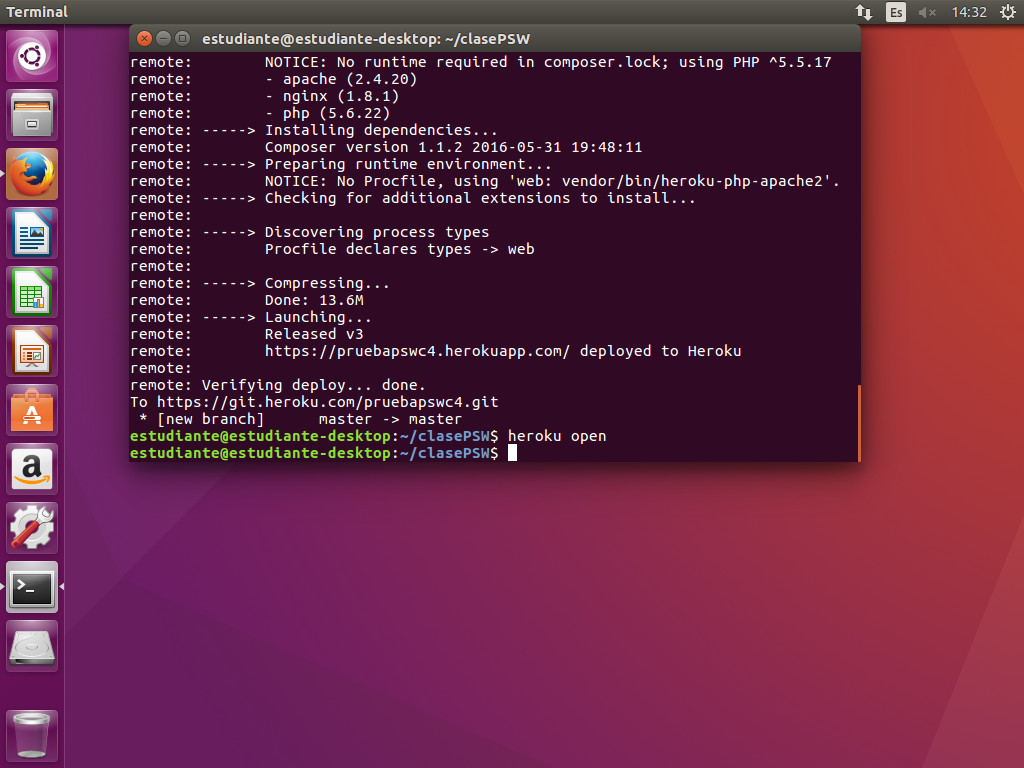 Terminal
Es
14:32
estudiante@estudiante-desktop: ~/clasePSW
remote:        NOTICE: No runtime required in composer.lock; using PHP ^5.5.17
remote:        - apache (2.4.20)
remote:        - nginx (1.8.1)
remote:        - php (5.6.22)
remote: -----> Installing dependencies...
remote:        Composer version 1.1.2 2016-05-31 19:48:11
remote: -----> Preparing runtime environment...
remote:        NOTICE: No Procfile, using 'web: vendor/bin/heroku-php-apache2'.
remote: -----> Checking for additional extensions to install...
remote:
remote: -----> Discovering process types
remote:        Procfile declares types -> web
remote:
remote: -----> Compressing...
remote:        Done: 13.6M
remote: -----> Launching...
remote:        Released v3
remote:        https://pruebapswc4.herokuapp.com/ deployed to Heroku
remote:
remote: Verifying deploy... done.
To https://git.heroku.com/pruebapswc4.git
 * [new branch]      master -> master
estudiante@estudiante-desktop:~/clasePSW$ heroku open
estudiante@estudiante-desktop:~/clasePSW$